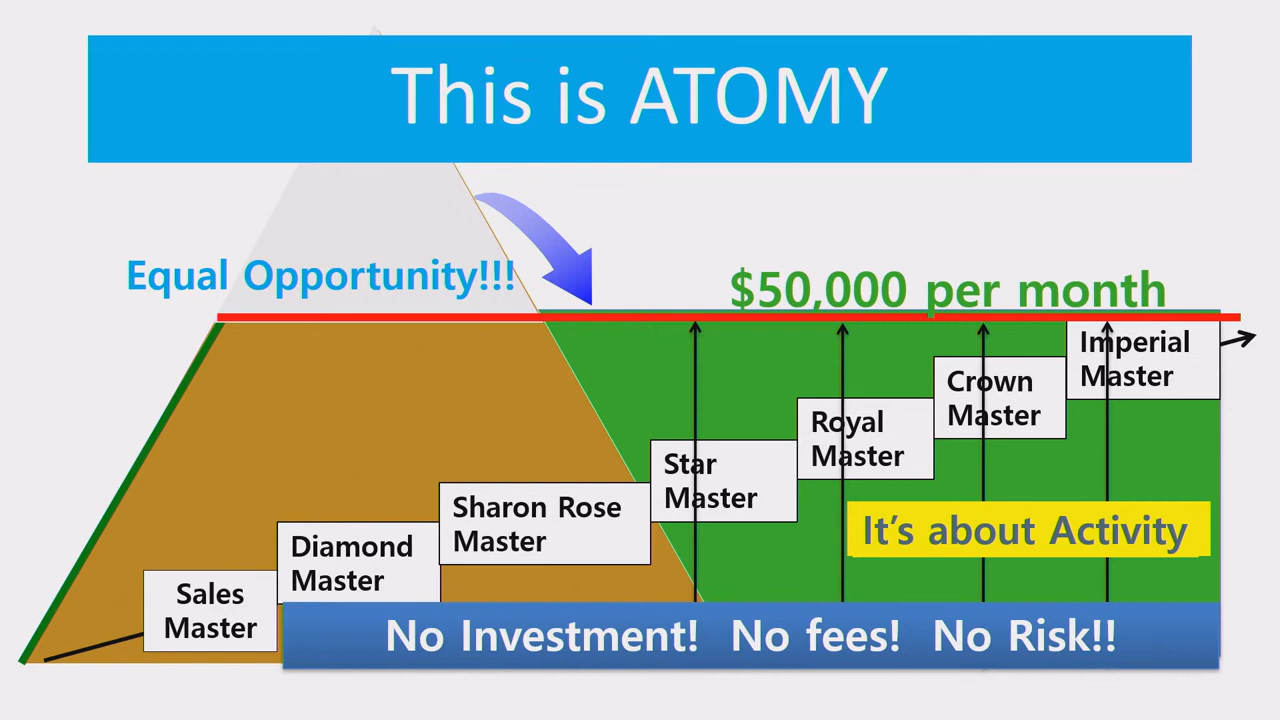 This is ATOMY
Equal Opportunity!!!
$50,000 per month
Imperial
Master
Crown
Master
Royal
Master
Star
Master
Sharon Rose
Master
It's about Activity
Diamond
Master
Sales
Master
No Investment! No fees! No Risk!!